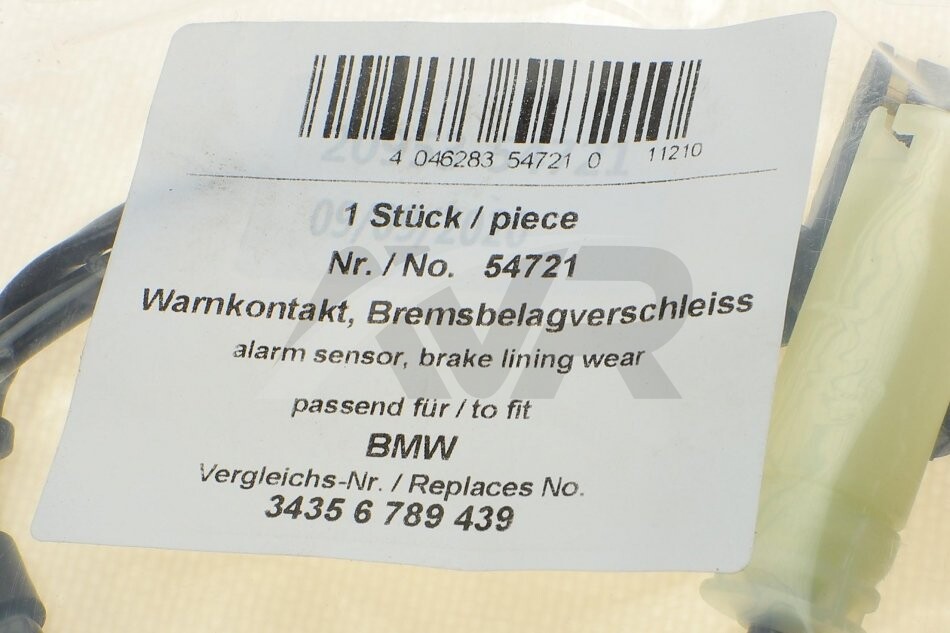 4 046283 54721 0 11210
1 Stück / piece
Nr. / No. 54721
Warnkontakt, Bremsbelagverschleiss
alarm sensor, brake lining wear
passend für / to fit
BMW
Vergleichs-Nr. / Replaces No.
3435 6 789 439